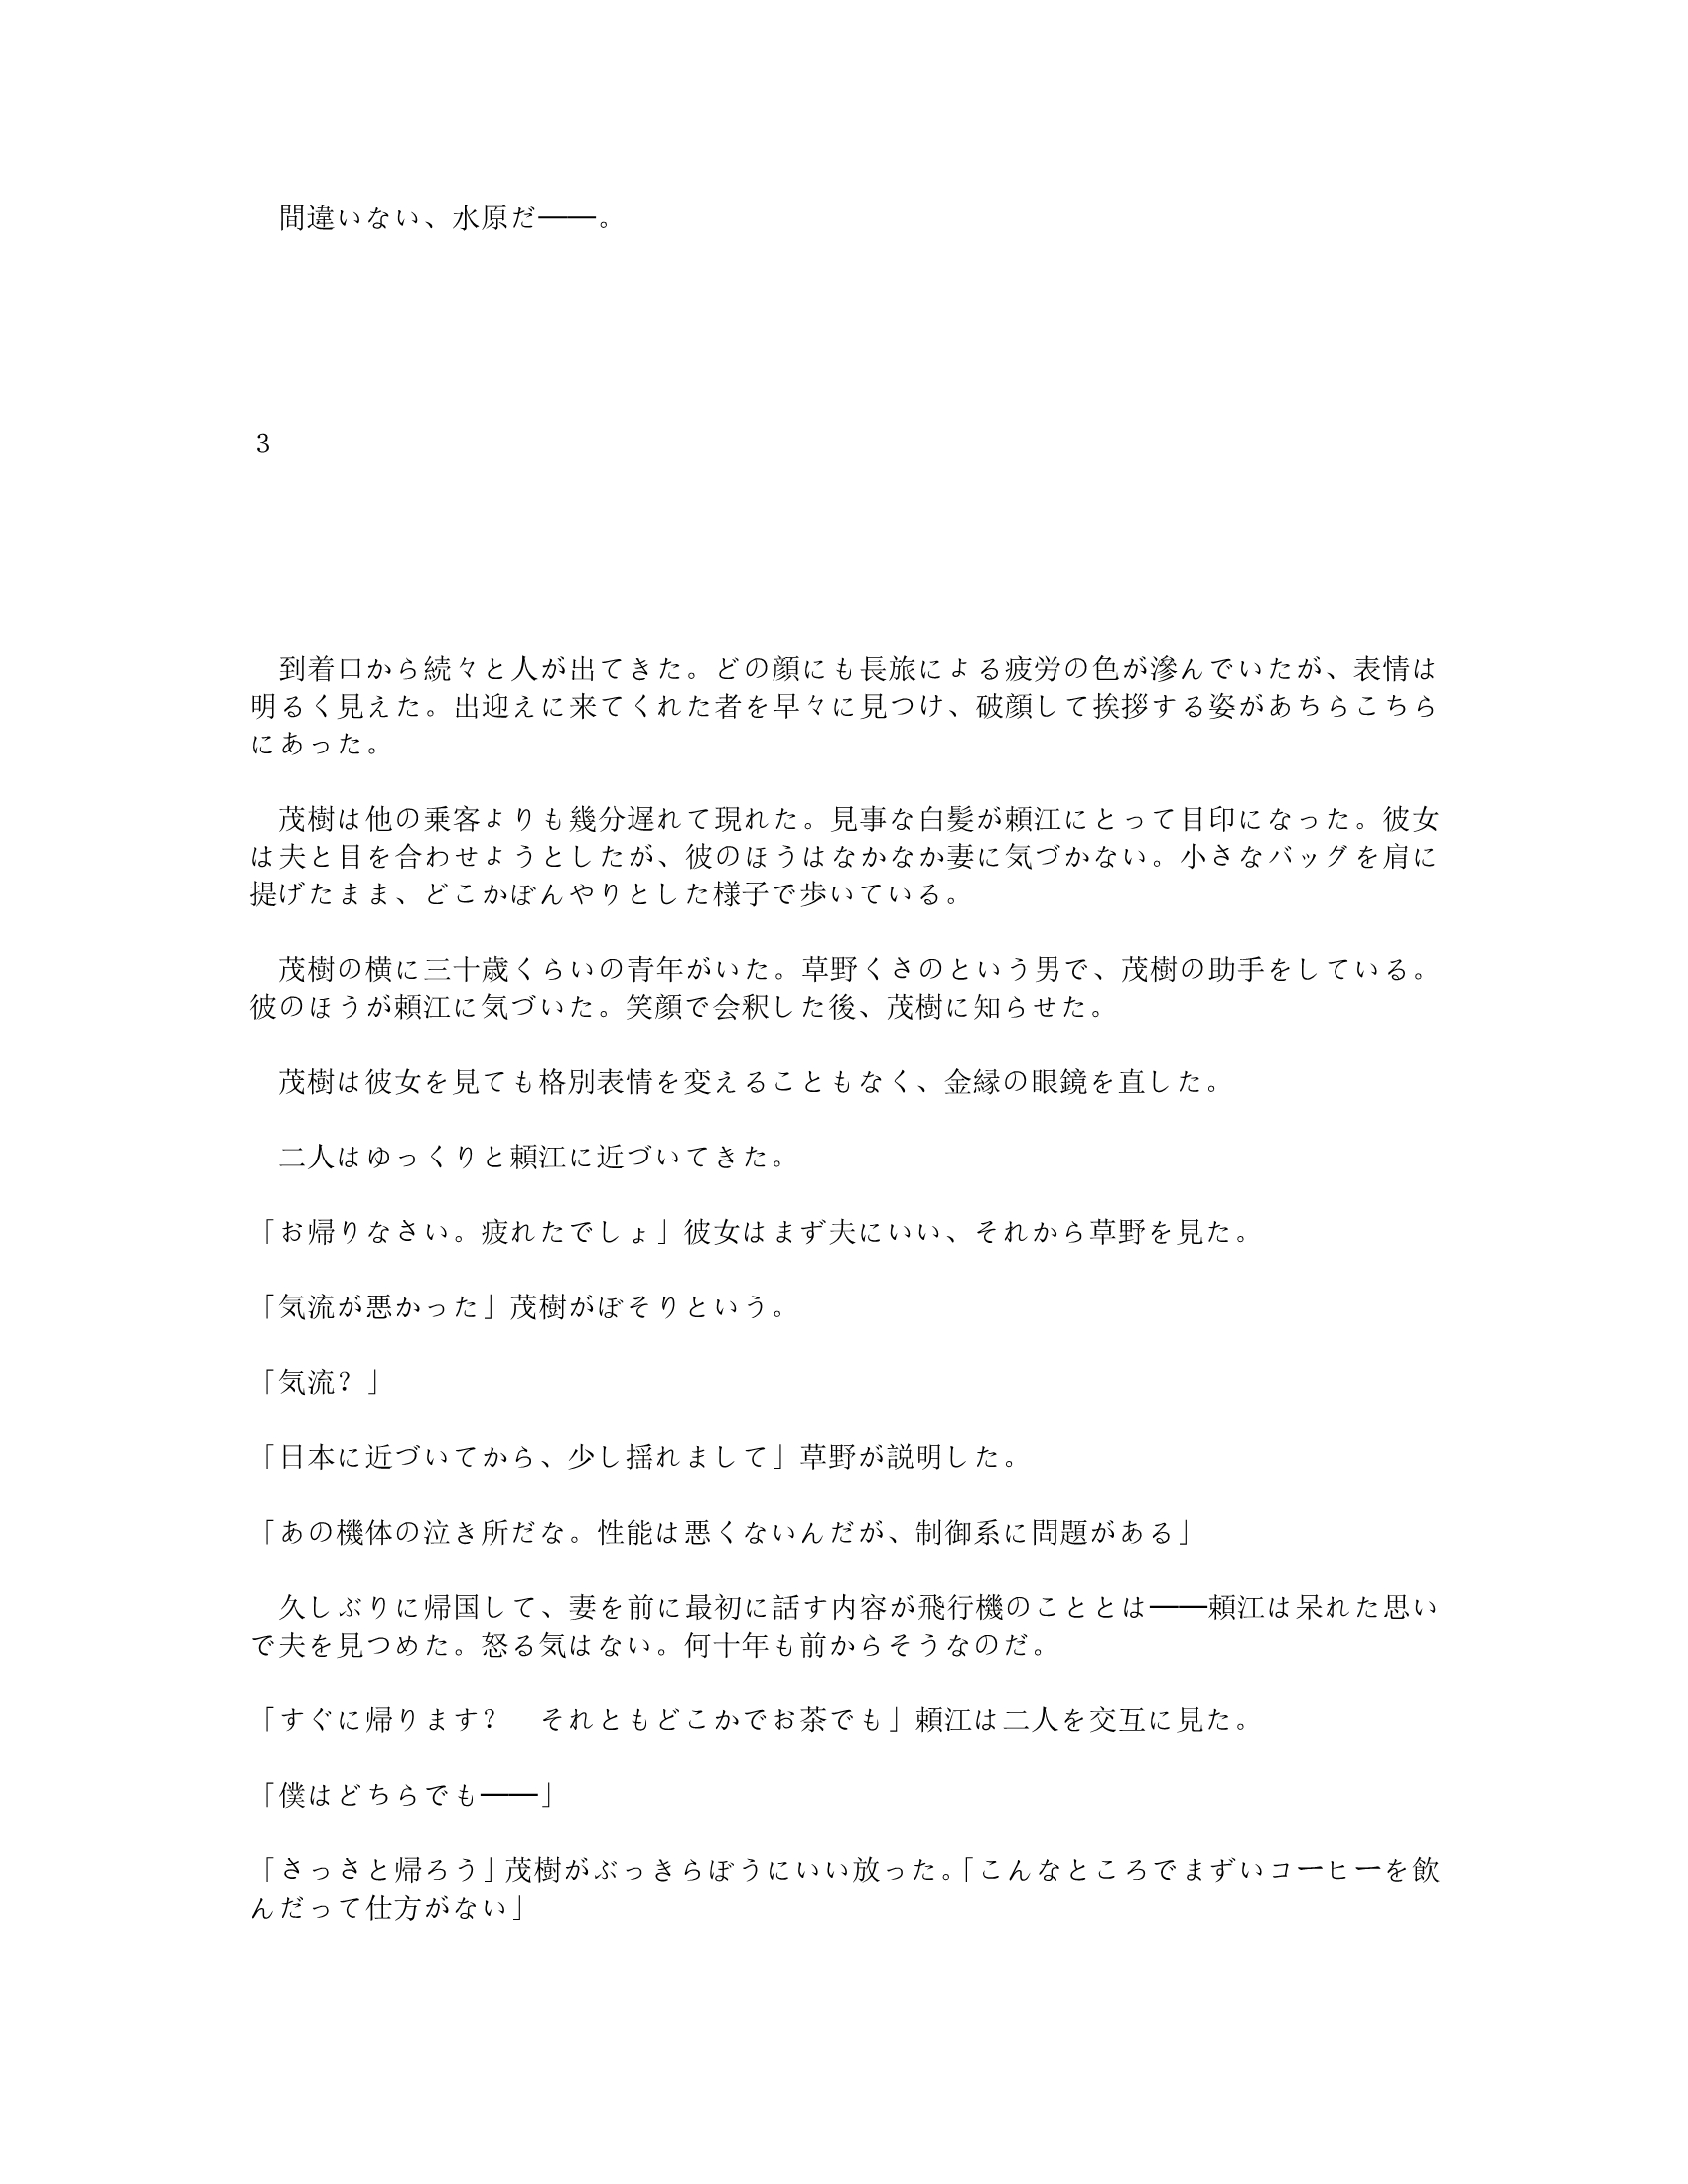 間違いない、水原だ――。
３
到着口から続々と人が出てきた。どの顔にも長旅による疲労の色が滲んでいたが、表情は
明るく見えた。出迎えに来てくれた者を早々に見つけ、破顔して挨拶する姿があちらこちら
にあった。
茂樹は他の乗客よりも幾分遅れて現れた。見事な白髪が頼江にとって目印になった。彼女
は夫と目を合わせようとしたが、彼のほうはなかなか妻に気づかない。小さなバッグを肩に
提げたまま、どこかぼんやりとした様子で歩いている。
茂樹の横に三十歳くらいの青年がいた。草野くさのという男で、茂樹の助手をしている。
彼のほうが頼江に気づいた。笑顔で会釈した後、茂樹に知らせた。
茂樹は彼女を見ても格別表情を変えることもなく、金縁の眼鏡を直した。
二人はゆっくりと頼江に近づいてきた。
「お帰りなさい。疲れたでしょ」彼女はまず夫にいい、それから草野を見た。
「気流が悪かった」茂樹がぼそりという。
「気流？」
「日本に近づいてから、少し揺れまして」草野が説明した。
「あの機体の泣き所だな。性能は悪くないんだが、制御系に問題がある」
久しぶりに帰国して、妻を前に最初に話す内容が飛行機のこととは――頼江は呆れた思い
で夫を見つめた。怒る気はない。何十年も前からそうなのだ。
「すぐに帰ります？　それともどこかでお茶でも」頼江は二人を交互に見た。
「僕はどちらでも――」
「さっさと帰ろう」茂樹がぶっきらぼうにいい放った。「こんなところでまずいコーヒーを飲
んだって仕方がない」